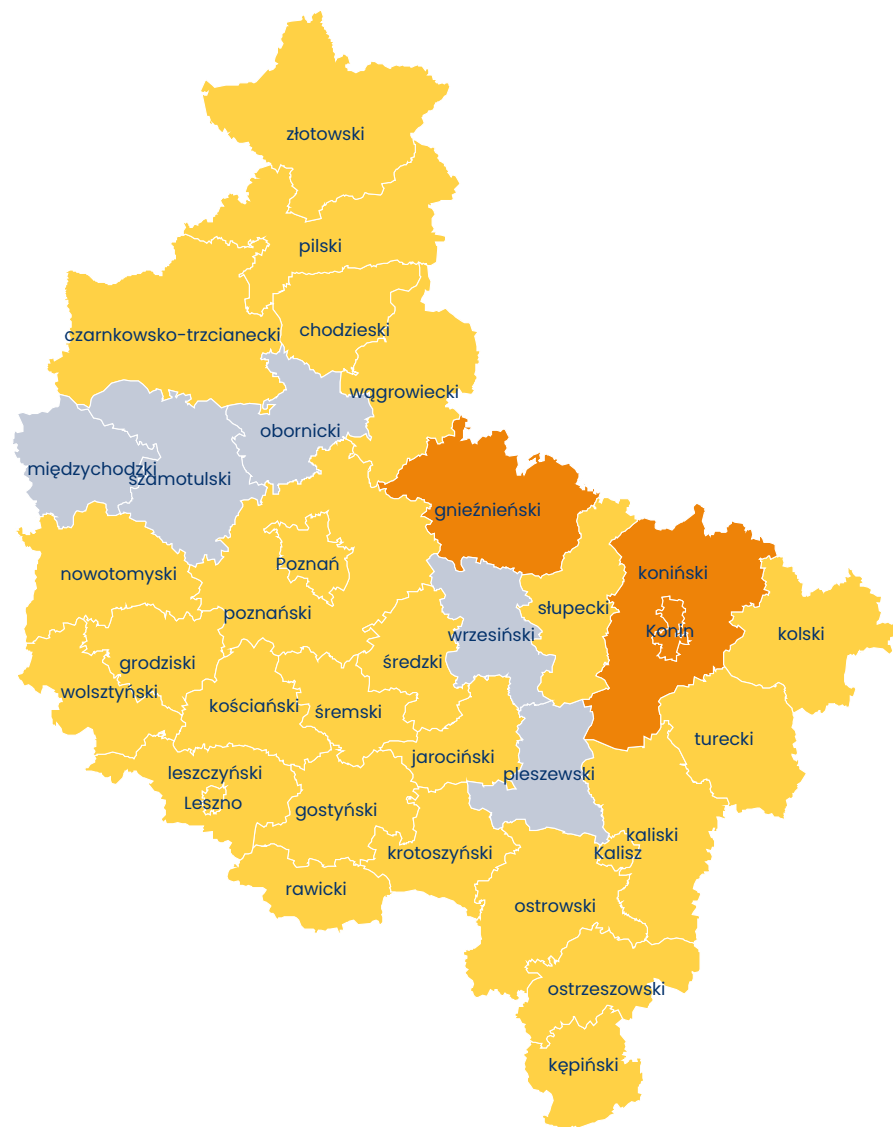 złotowski
pilski
chodzieski
czarnkowsko-trzcianecki
wągrowiecki
obornicki
międzychodzki
szamotulski
gnieźnieński
Poznań
koniński
nowotomyski
słupecki
poznański
Konin
kolski
wrzesiński
grodziski
średzki
wolsztyński
kościański
śremski
turecki
jarociński
leszczyński
pleszewski
Leszno
gostyński
kaliski
krotoszyński
Kalisz
rawicki
ostrowski
ostrzeszowski
kępiński